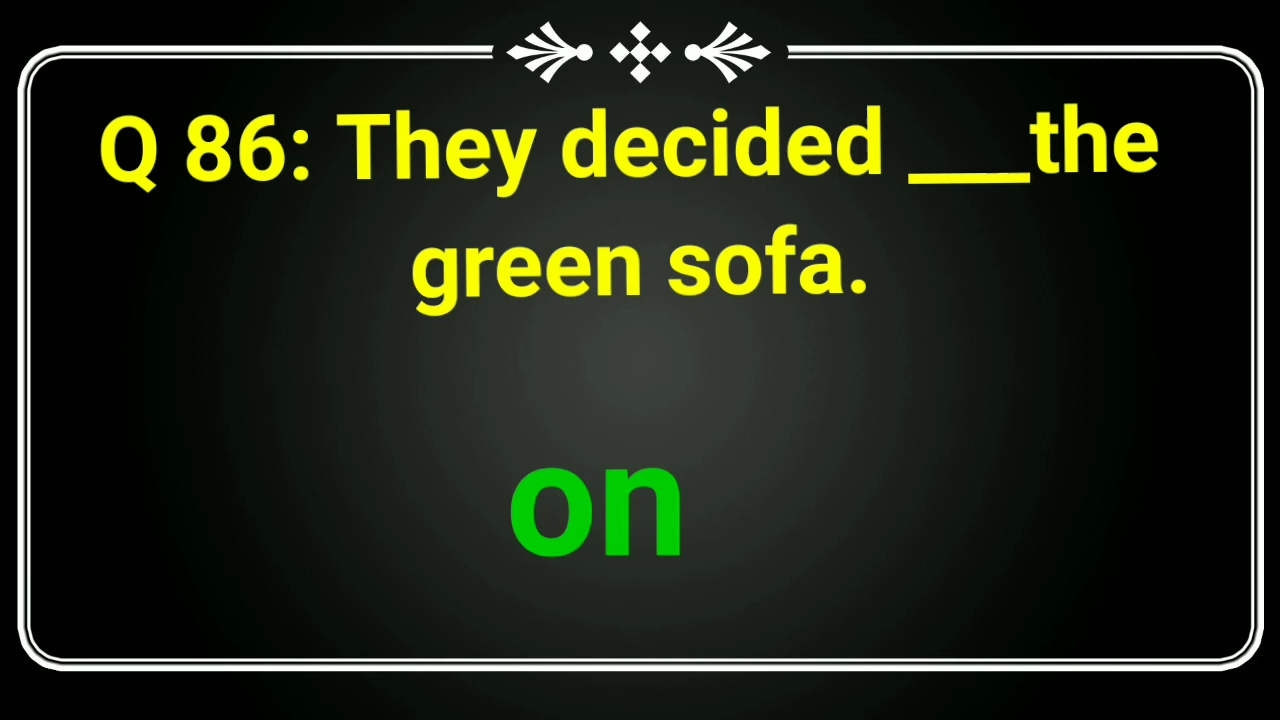 Q 86: They decided ___the
green sofa.
on